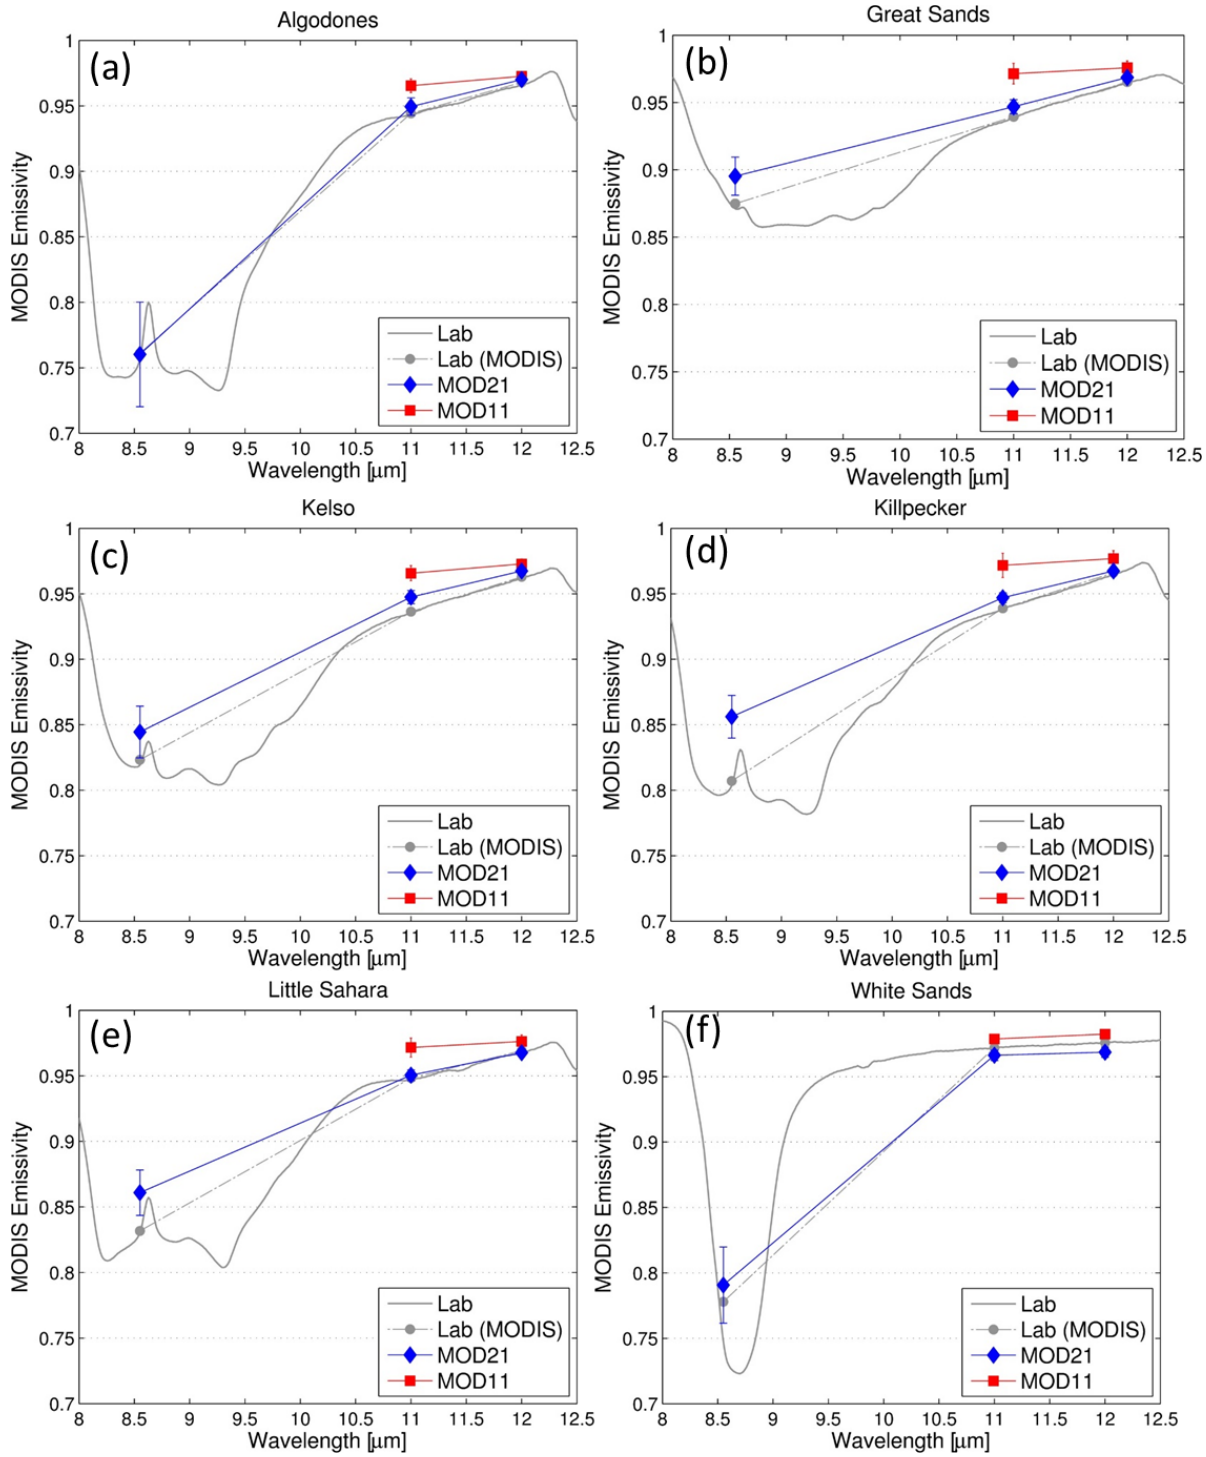 Algodones
(a)
1
0.95
0.9
0.85
0.8
0.75
0.7
MODIS Emissivity
Lab
Lab (MODIS)
MOD21
MOD11
8 8.5 9 9.5 10 10.5 11 11.5 12 12.5
Wavelength [µm]
Great Sands
(b)
1
0.95
0.9
0.85
0.8
0.75
0.7
MODIS Emissivity
Lab
Lab (MODIS)
MOD21
MOD11
8 8.5 9 9.5 10 10.5 11 11.5 12 12.5
Wavelength [µm]
Kelso
(c)
1
0.95
0.9
0.85
0.8
0.75
0.7
MODIS Emissivity
Lab
Lab (MODIS)
MOD21
MOD11
8 8.5 9 9.5 10 10.5 11 11.5 12 12.5
Wavelength [µm]
Killpecker
(d)
1
0.95
0.9
0.85
0.8
0.75
0.7
MODIS Emissivity
Lab
Lab (MODIS)
MOD21
MOD11
8 8.5 9 9.5 10 10.5 11 11.5 12 12.5
Wavelength [µm]
Little Sahara
(e)
1
0.95
0.9
0.85
0.8
0.75
0.7
MODIS Emissivity
Lab
Lab (MODIS)
MOD21
MOD11
8 8.5 9 9.5 10 10.5 11 11.5 12 12.5
Wavelength [µm]
White Sands
(f)
1
0.95
0.9
0.85
0.8
0.75
0.7
MODIS Emissivity
Lab
Lab (MODIS)
MOD21
MOD11
8 8.5 9 9.5 10 10.5 11 11.5 12 12.5
Wavelength [µm]